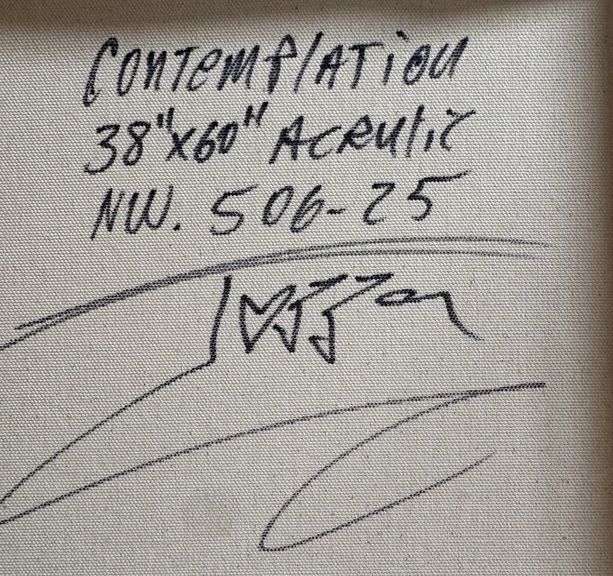 Contemplation
38"x60" Acrylic
NW. 506-25